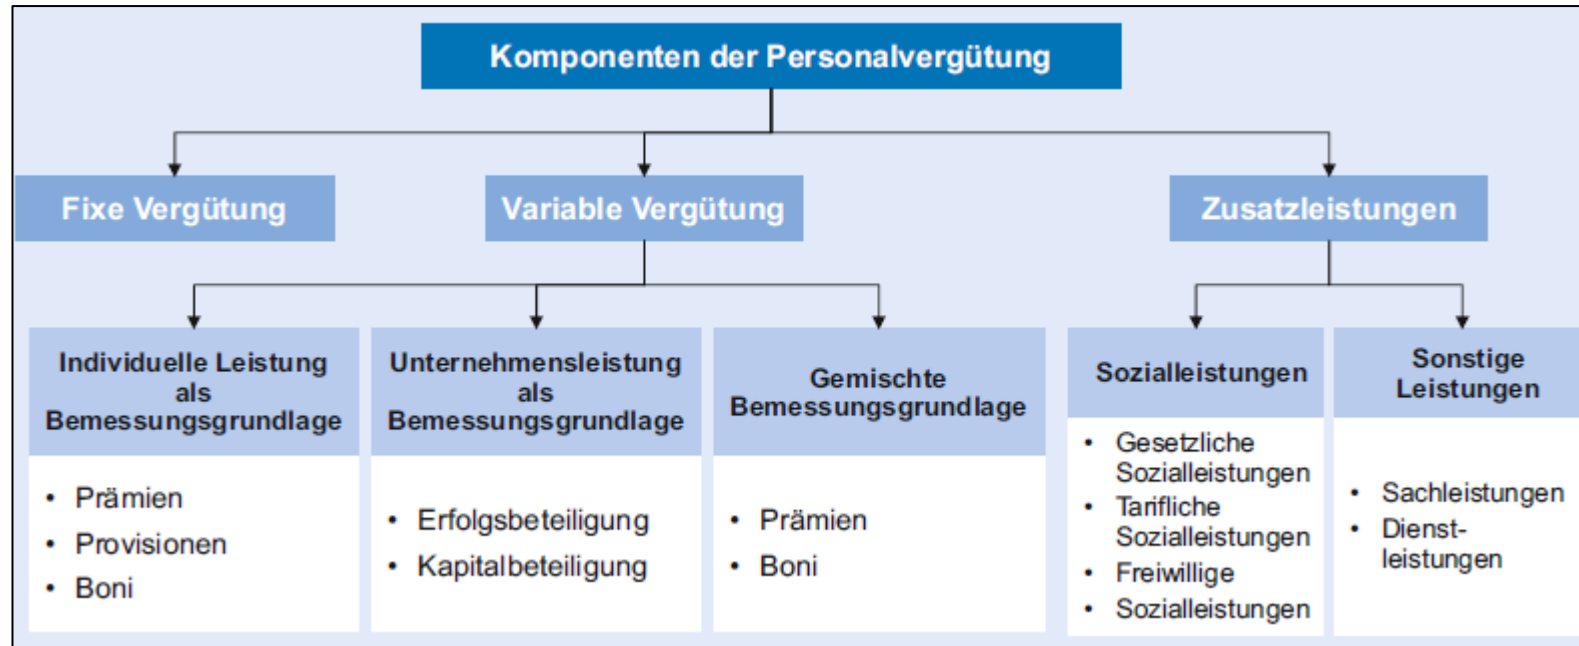 Komponenten der Personalvergütung
Fixe Vergütung
Variable Vergütung
Zusatzleistungen
Individuelle Leistung
als
Bemessungsgrundlage
• Prämien
• Provisionen
• Boni
Unternehmensleistung
als
Bemessungsgrundlage
• Erfolgsbeteiligung
• Kapitalbeteiligung
Gemischte
Bemessungsgrundlage
• Prämien
• Boni
Sozialleistungen
• Gesetzliche
Sozialleistungen
• Tarifliche
Sozialleistungen
• Freiwillige
• Sozialleistungen
Sonstige
Leistungen
• Sachleistungen
• Dienst-
leistungen